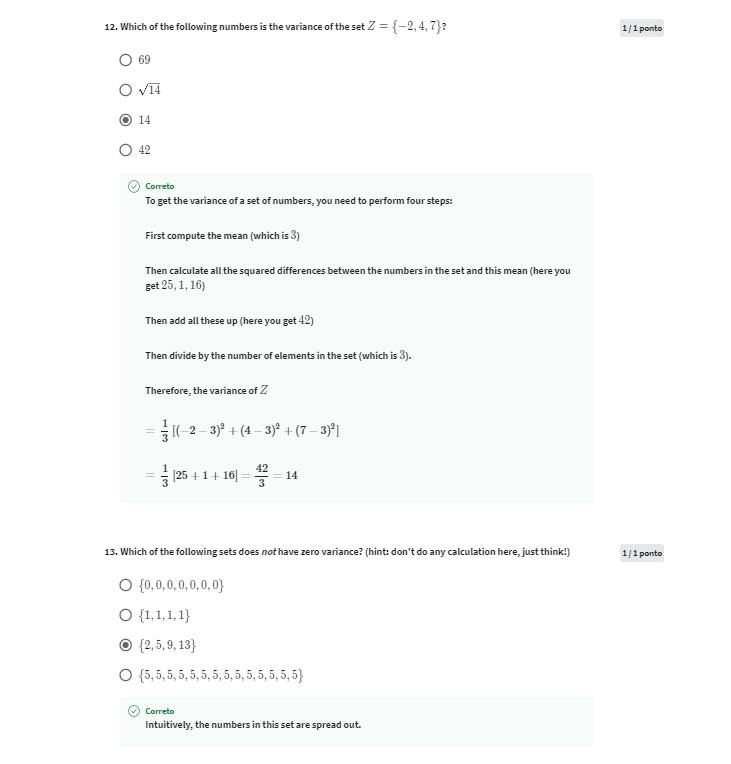 12. Which of the following numbers is the variance of the set Z = {−2, 4, 7}?
1 / 1 ponto
69
√14
14
42
Correto
To get the variance of a set of numbers, you need to perform four steps:
First compute the mean (which is 3)
Then calculate all the squared differences between the numbers in the set and this mean (here you
get 25, 1, 16)
Then add all these up (here you get 42)
Then divide by the number of elements in the set (which is 3).
Therefore, the variance of Z
= 1/3 [(−2 − 3)² + (4 − 3)² + (7 − 3)²]
= 1/3 [25 + 1 + 16] = 42/3 = 14
13. Which of the following sets does not have zero variance? (hint: don't do any calculation here, just think!)
1 / 1 ponto
{0, 0, 0, 0, 0, 0, 0}
{1, 1, 1, 1}
{2, 5, 9, 13}
{5, 5, 5, 5, 5, 5, 5, 5, 5, 5, 5, 5, 5, 5}
Correto
Intuitively, the numbers in this set are spread out.